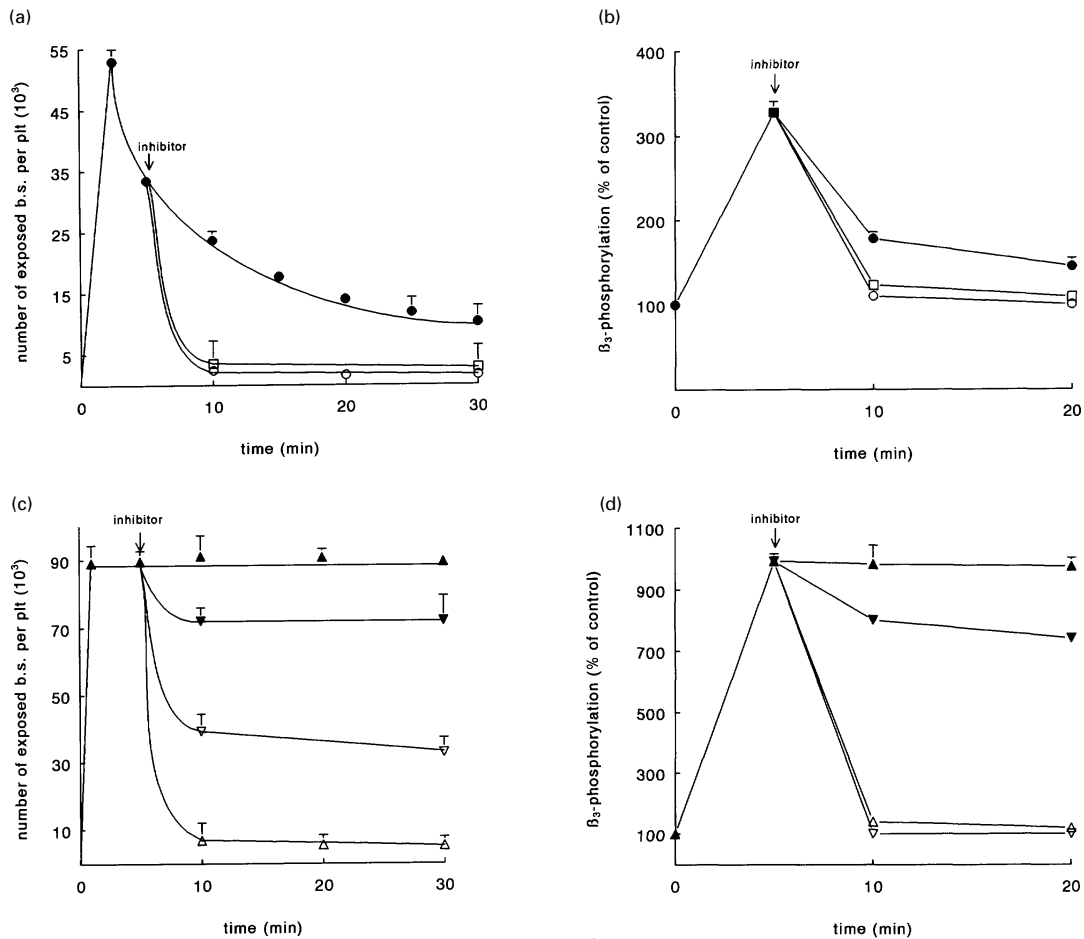 (a)
number of exposed b.s. per plt (10³)
55
45
35
25
15
5
inhibitor
0
10
20
30
time (min)
(b)
ß₃-phosphorylation (% of control)
400
300
200
100
inhibitor
0
10
20
time (min)
(c)
number of exposed b.s. per plt (10³)
90
70
50
30
10
inhibitor
0
10
20
30
time (min)
(d)
ß₃-phosphorylation (% of control)
1100
900
700
500
300
100
inhibitor
0
10
20
time (min)